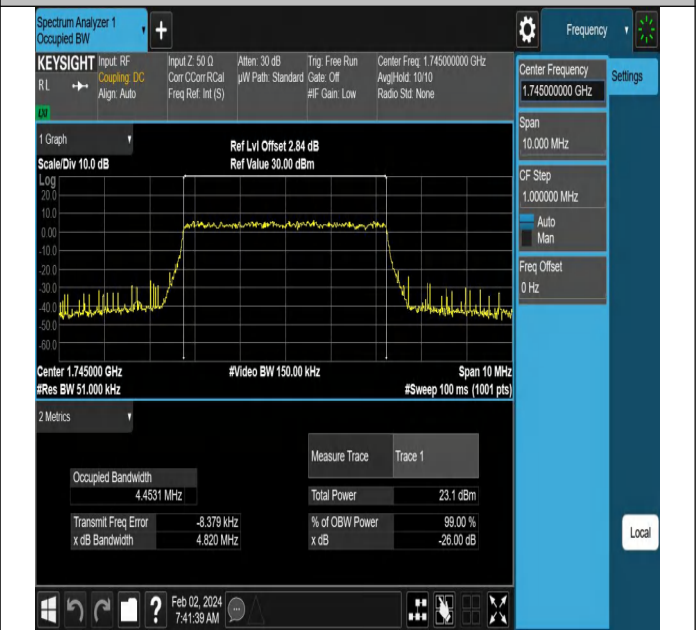 Spectrum Analyzer 1
Occupied BW
+
Frequency
KEYSIGHT
RL
LXI
Input: RF
Coupling: DC
Align: Auto
Input Z: 50 Ω
Corr CCorr RCal
Freq Ref: Int (S)
Atten: 30 dB
µW Path: Standard
Trig: Free Run
Gate: Off
#IF Gain: Low
Center Freq: 1.745000000 GHz
Avg|Hold: 10/10
Radio Std: None
Center Frequency
1.745000000 GHz
Settings
Span
10.000 MHz
CF Step
1.000000 MHz
Auto
Man
Freq Offset
0 Hz
1 Graph
Scale/Div 10.0 dB
Ref Lvl Offset 2.84 dB
Ref Value 30.00 dBm
Log
20.0
10.0
0.00
-10.0
-20.0
-30.0
-40.0
-50.0
-60.0
Center 1.745000 GHz
#Video BW 150.00 kHz
Span 10 MHz
#Res BW 51.000 kHz
#Sweep 100 ms (1001 pts)
2 Metrics
Measure Trace Trace 1
Occupied Bandwidth
4.4531 MHz
Total Power 23.1 dBm
Transmit Freq Error -8.379 kHz
% of OBW Power 99.00 %
x dB Bandwidth 4.820 MHz
x dB -26.00 dB
Local
?
Feb 02, 2024
7:41:39 AM